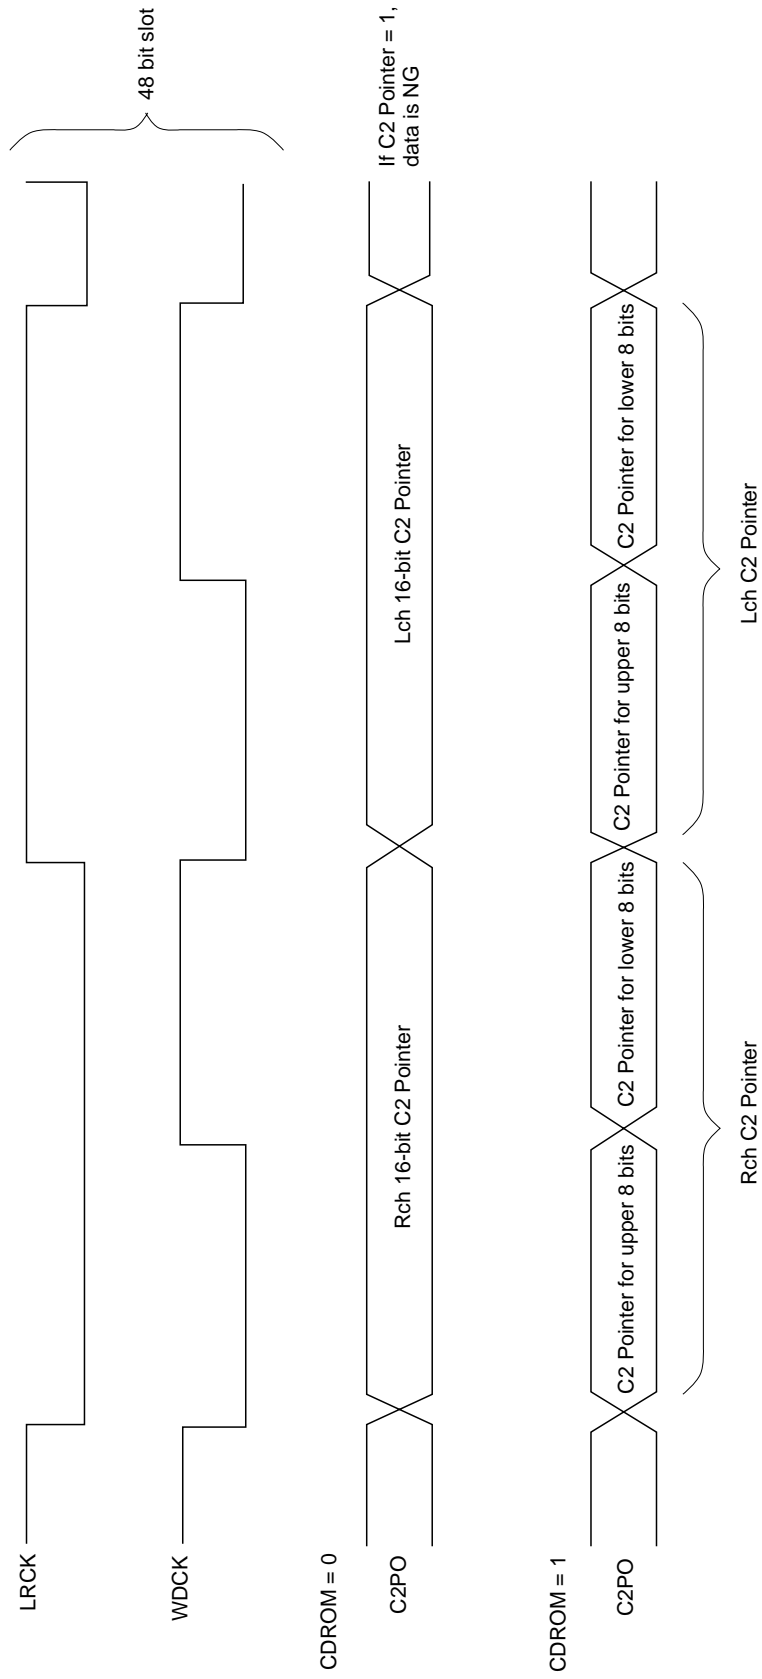 LRCK
48 bit slot
WDCK
CDROM = 0
C2PO
Rch 16-bit C2 Pointer
Lch 16-bit C2 Pointer
If C2 Pointer = 1,
data is NG
CDROM = 1
C2PO
C2 Pointer for upper 8 bits
C2 Pointer for lower 8 bits
C2 Pointer for upper 8 bits
C2 Pointer for lower 8 bits
Rch C2 Pointer
Lch C2 Pointer